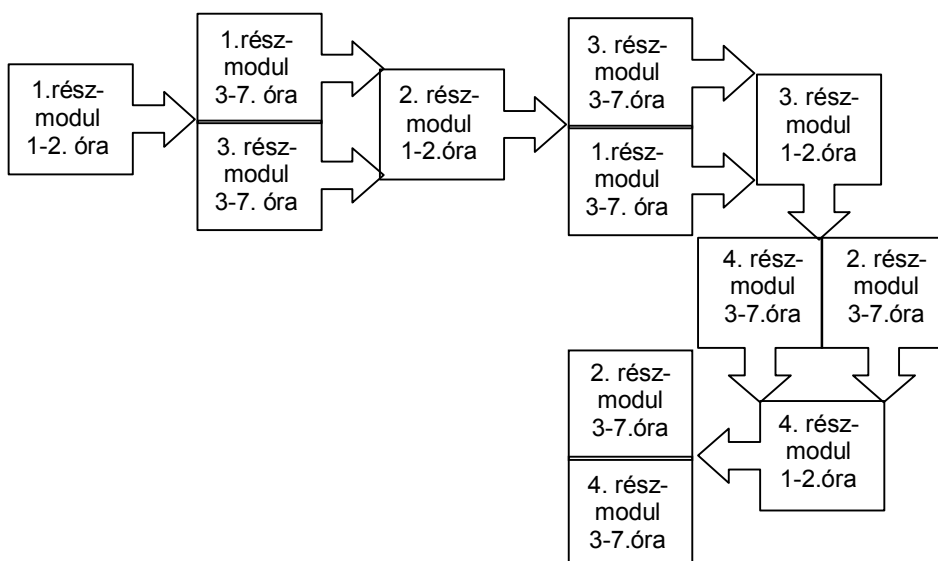 1.rész-
modul
1-2. óra
1.rész-
modul
3-7. óra
3. rész-
modul
3-7. óra
2. rész-
modul
1-2.óra
3. rész-
modul
3-7.óra
1.rész-
modul
3-7. óra
3. rész-
modul
1-2.óra
4. rész-
modul
3-7.óra
2. rész-
modul
3-7.óra
4. rész-
modul
1-2.óra
2. rész-
modul
3-7.óra
4. rész-
modul
3-7.óra